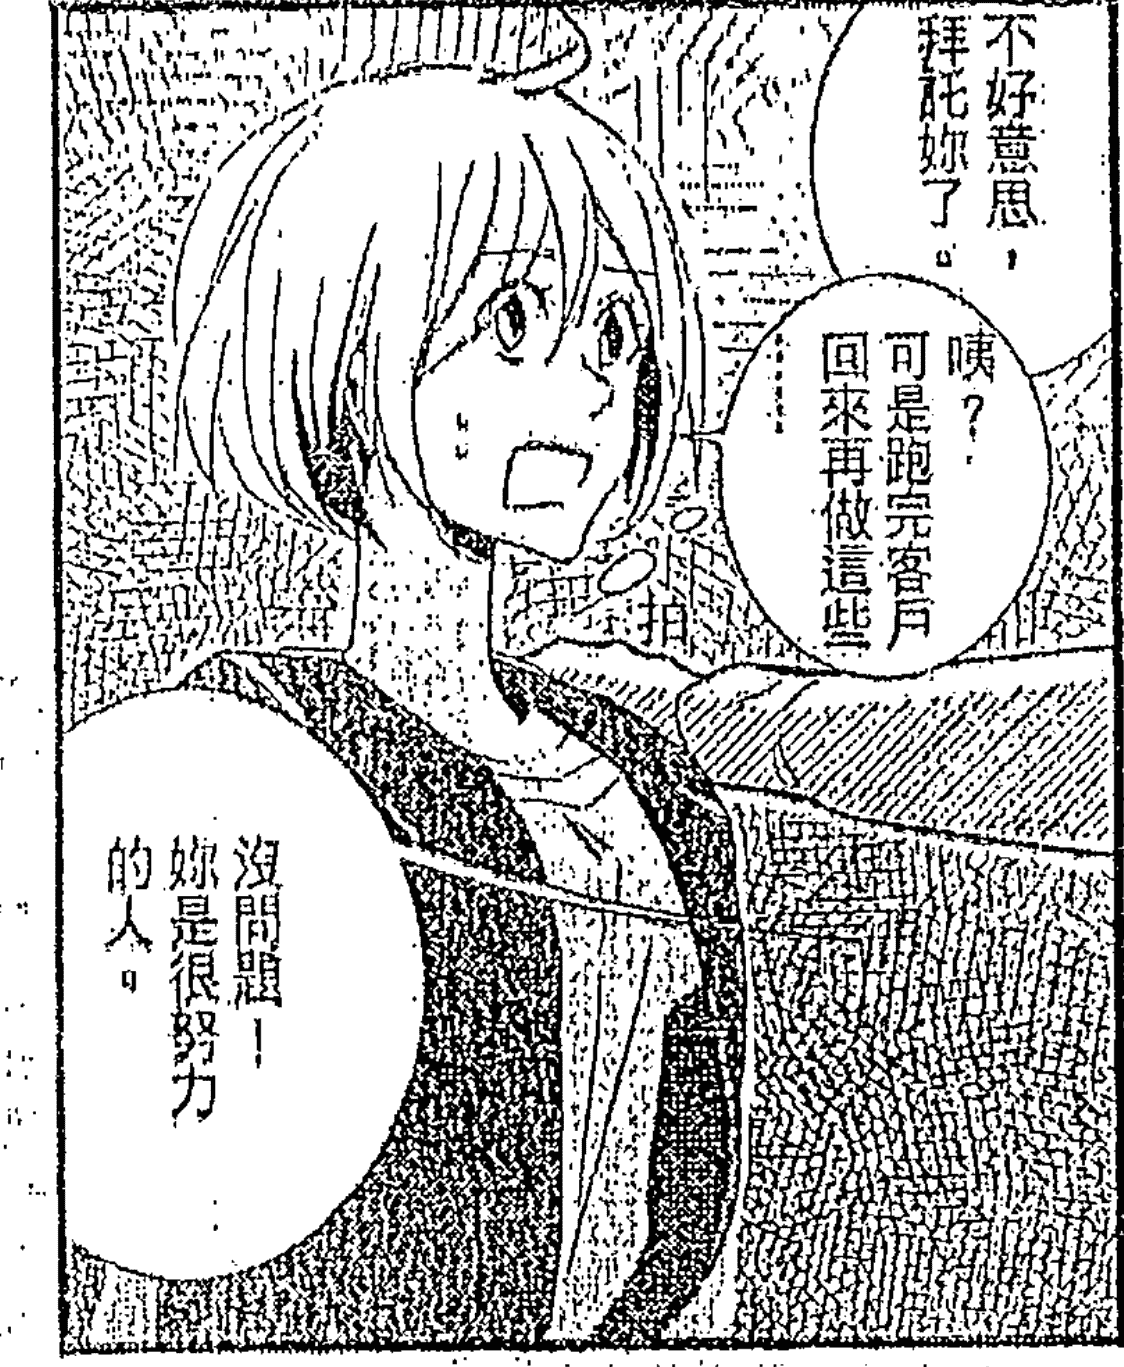 不好意思，
拜託妳了。
咦？
可是跑完客戶
回來再做這些
拍
沒問題！
妳是很努力
的人。